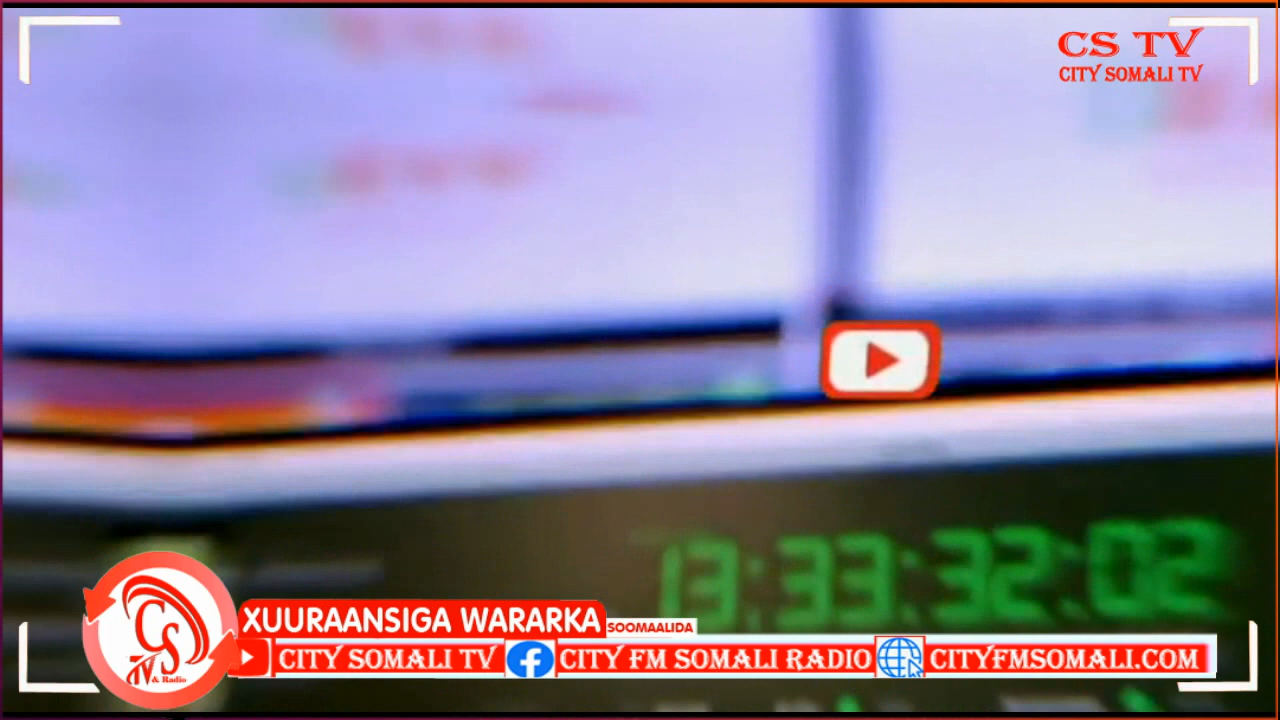 CS TV
CITY SOMALI TV
13:33:32:02
XUURAANSIGA WARARKA
SOOMAALIDA
CITY SOMALI TV CITY FM SOMALI RADIO CITYFMSOMALI.COM
CS
TV & Radio